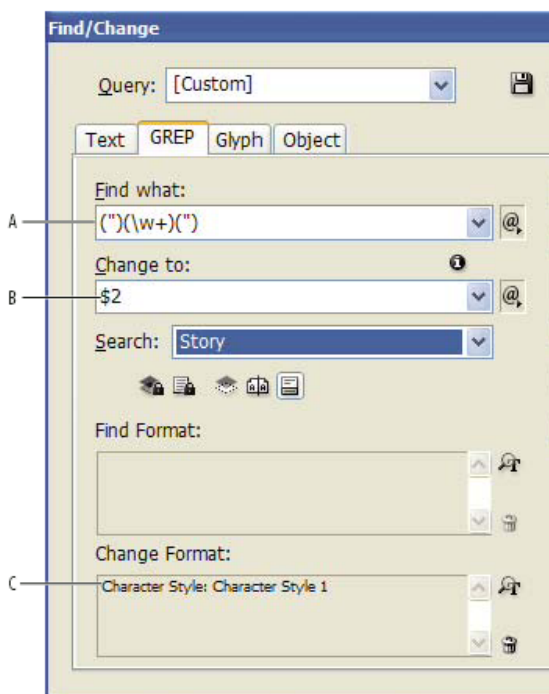 Find/Change
Query: [Custom]
Text GREP Glyph Object
Find what:
A (")(\w+)(")
Change to:
B $2
Search: Story
Find Format:
Change Format:
C Character Style: Character Style 1